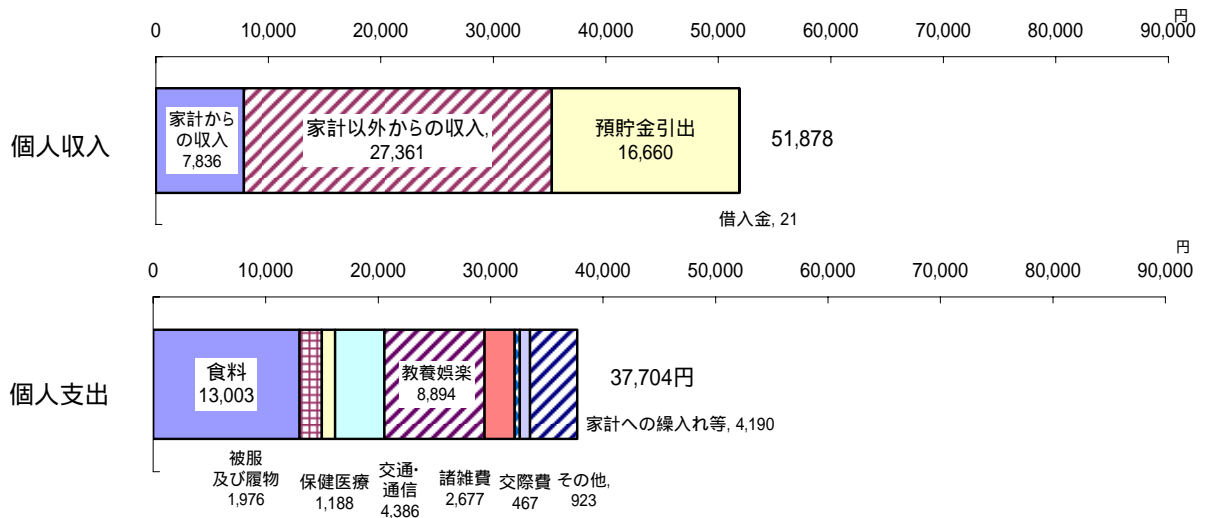 円
0 10,000 20,000 30,000 40,000 50,000 60,000 70,000 80,000 90,000
個人収入
家計から
の収入
7,836
家計以外からの収入,
27,361
預貯金引出
16,660
51,878
借入金, 21
円
0 10,000 20,000 30,000 40,000 50,000 60,000 70,000 80,000 90,000
個人支出
食料
13,003
教養娯楽
8,894
37,704円
家計への繰入れ等, 4,190
被服
及び履物
1,976
保健医療
1,188
交通・
通信
4,386
諸雑費
2,677
交際費
467
その他,
923